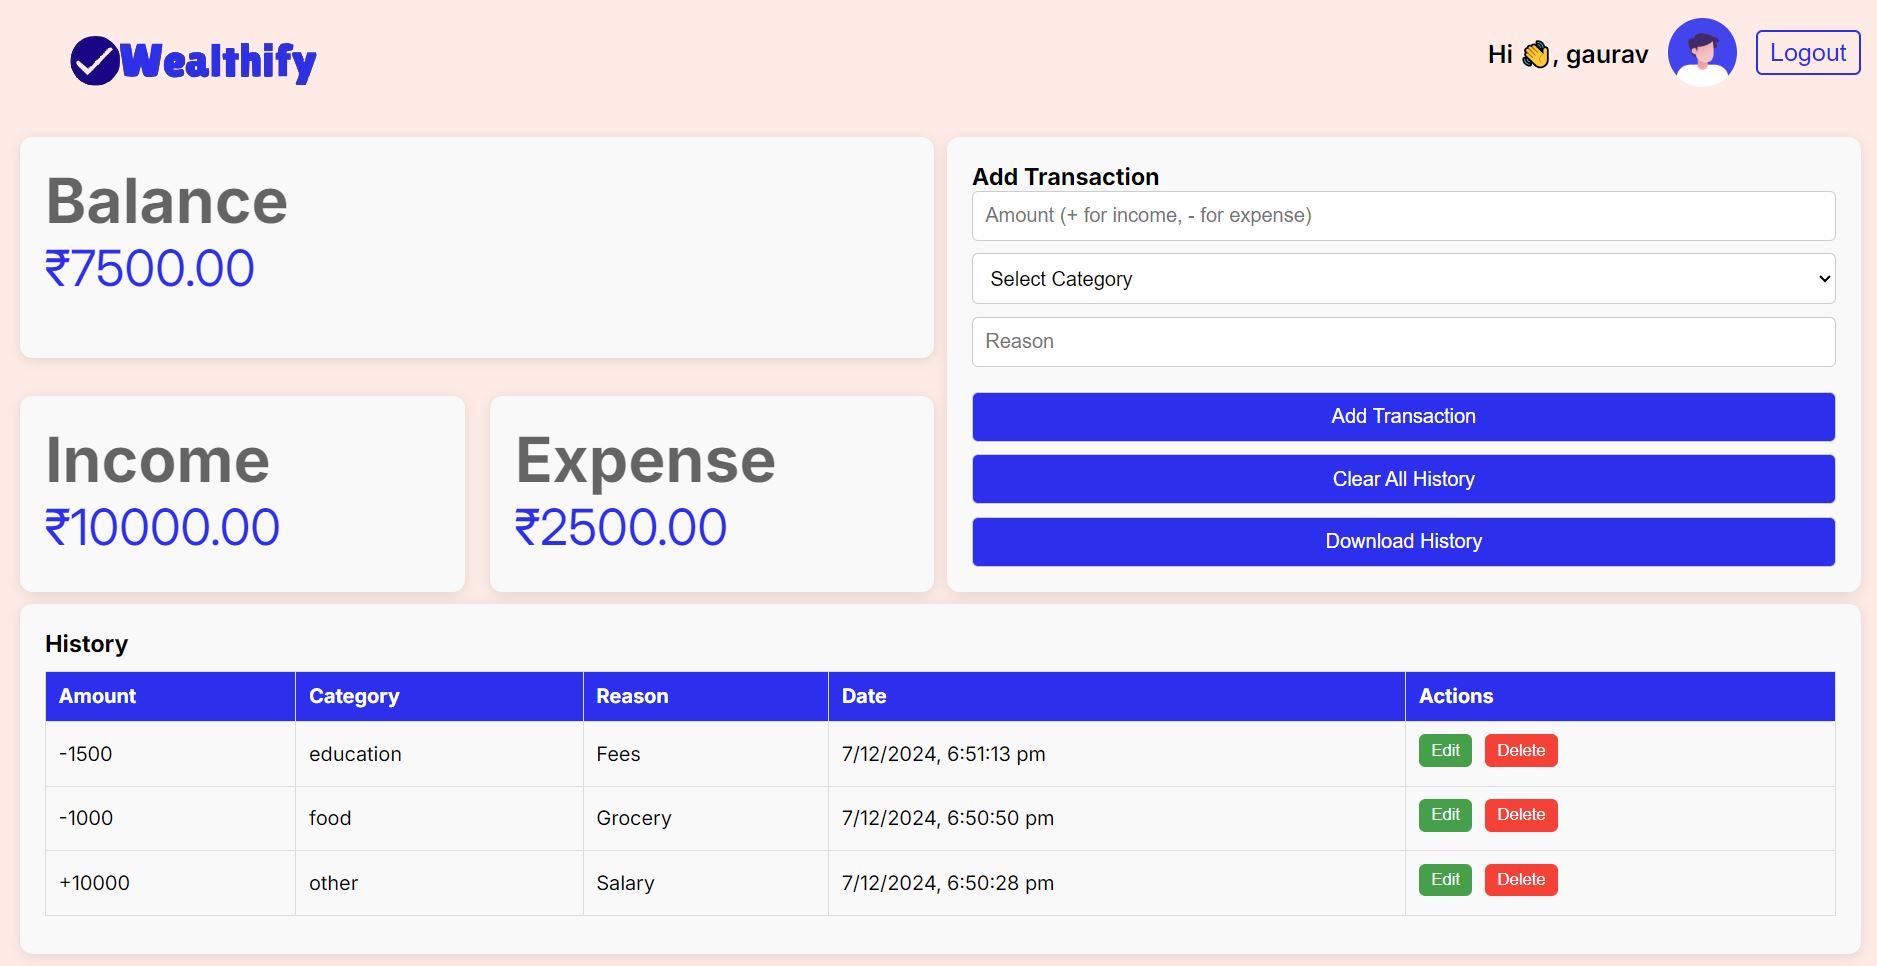 Wealthify
Hi 👋, gaurav
Logout
Balance
₹7500.00
Income
₹10000.00
Expense
₹2500.00
Add Transaction
Amount (+ for income, - for expense)
Select Category
Reason
Add Transaction
Clear All History
Download History
History
Amount Category Reason Date Actions
-1500 education Fees 7/12/2024, 6:51:13 pm Edit Delete
-1000 food Grocery 7/12/2024, 6:50:50 pm Edit Delete
+10000 other Salary 7/12/2024, 6:50:28 pm Edit Delete